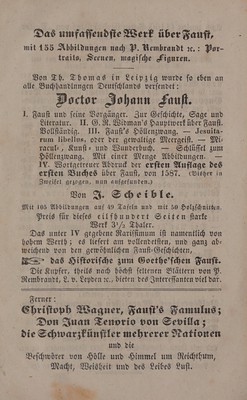 Das umfassendste Werk über Faust,
mit 155 Abbildungen nach P. Rembrandt ꝛc.: Por-
traits, Scenen, magische Figuren.
Von Th. Thomas in Leipzig wurde so eben an
alle Buchhandlungen Deutschlands versendet:
Doctor Johann Faust.
I. Faust und seine Vorgänger. Zur Geschichte, Sage und
Literatur. II. G. R. Widman's Hauptwerk über Faust.
Vollständig. III. Faust's Höllenzwang. — Jesuita-
rum libellus, oder der gewaltige Meergeist. — Mi-
racul-, Kunst- und Wunderbuch. — Schlüssel zum
Höllenzwang. Mit einer Menge Abbildungen. —
IV. Wortgetreuer Abdruck der ersten Auflage des
ersten Buches über Faust, von 1587. (Bisher in
Zweifel gezogen, nun aufgefunden.)
Von J. Scheible.
Mit 105 Abbildungen auf 49 Tafeln und mit 50 Holzschnitten.
Preis für dieses eilfhundert Seiten starke
Werk 3½ Thaler.
Das unter IV gegebene Rarissimum ist namentlich von
hohem Werth; es liefert am vollendetsten, und ganz ab-
weichend von den gewöhnlichen Faust-Geschichten,
☞ das Historische zum Goethe'schen Faust.
Die Kupfer, theils nach höchst seltenen Blättern von P.
Rembrandt, L. v. Leyden ꝛc., bieten des Interessanten viel dar.
Ferner:
Christoph Wagner, Faust's Famulus;
Don Juan Tenorio von Sevilla;
die Schwarzkünstler mehrerer Nationen
und die
Beschwörer von Hölle und Himmel um Reichthum,
Macht, Weisheit und des Leibes Lust.